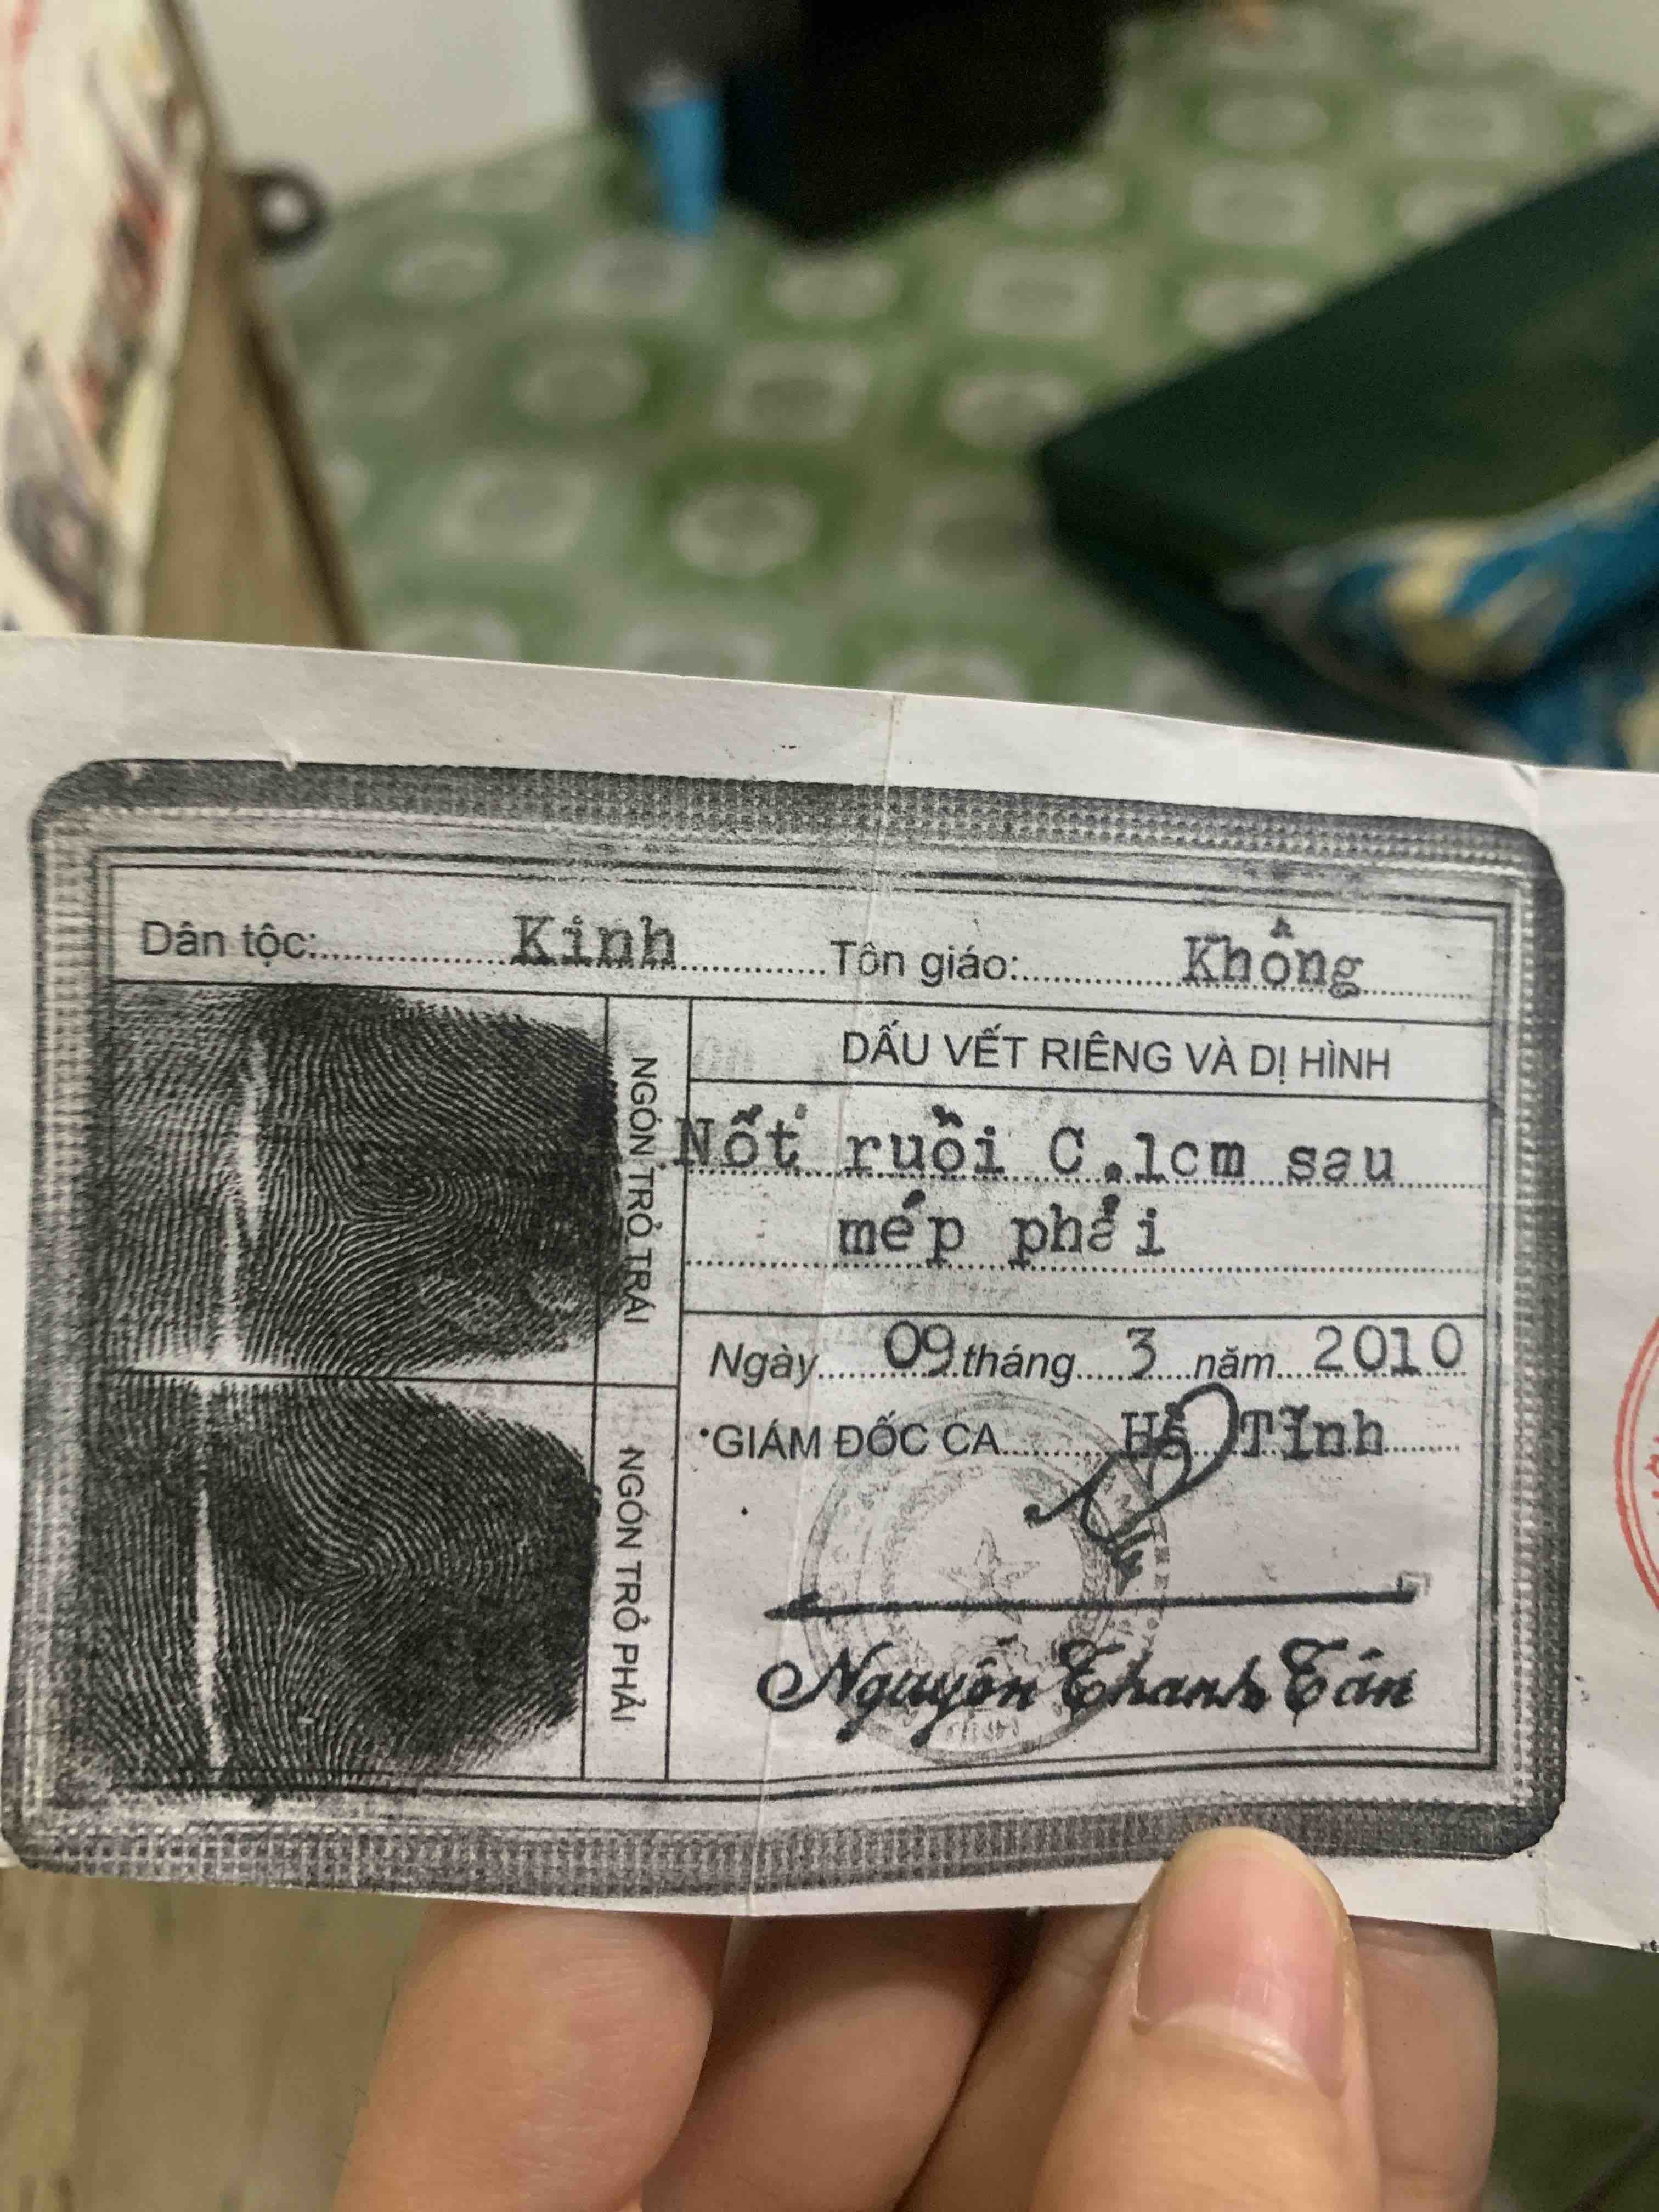 Dân tộc: Kinh Tôn giáo: Không
NGÓN TRỎ TRÁI
NGÓN TRỎ PHẢI
DẤU VẾT RIÊNG VÀ DỊ HÌNH
Nốt ruồi C.1cm sau
mép phải
Ngày 09 tháng 3 năm 2010
GIÁM ĐỐC CA Hà Tĩnh
Nguyễn Thanh Tân